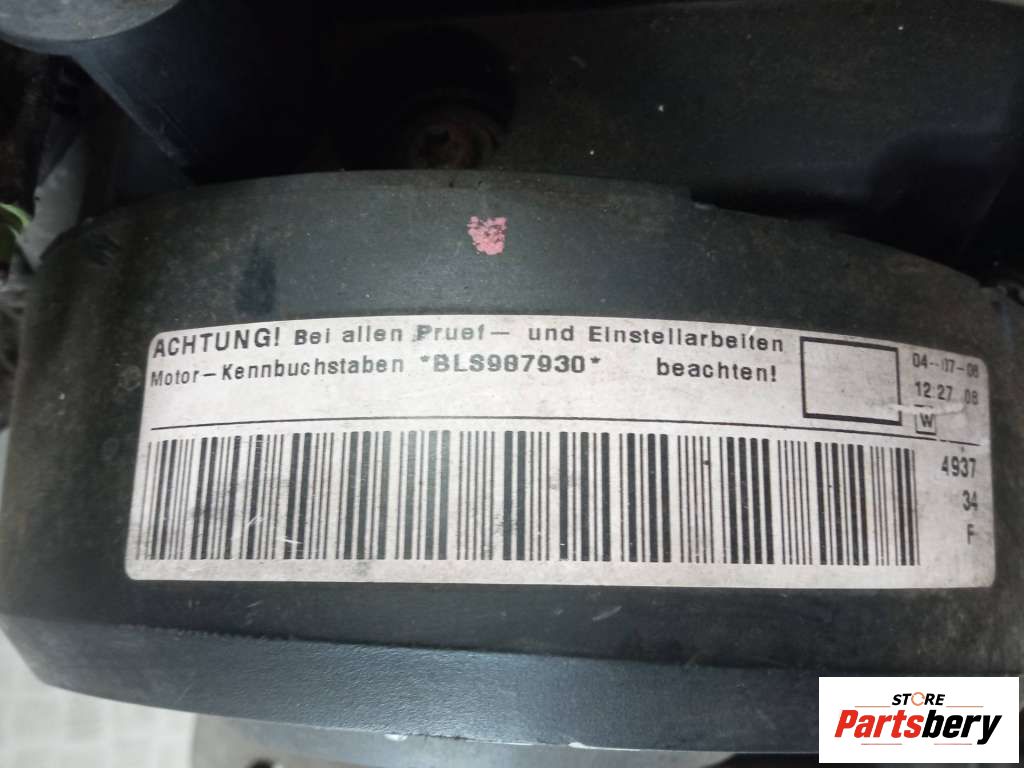 ACHTUNG! Bei allen Pruef- und Einstellarbeiten
Motor-Kennbuchstaben *BLS987930* beachten!
04--07-08
12.27 08
W
4937
34
F
STORE
Partsbery